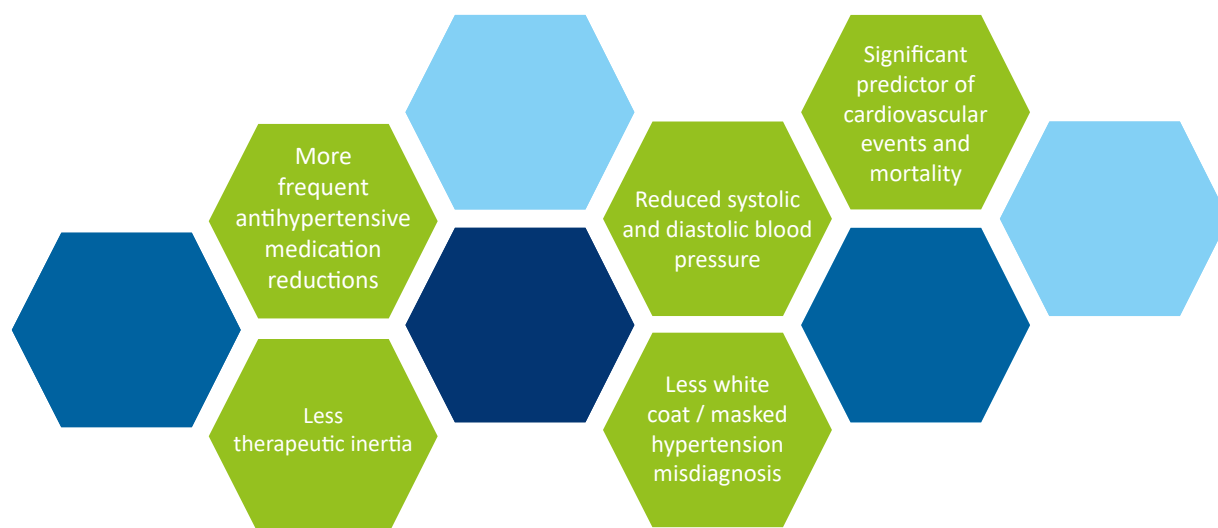 More
frequent
antihypertensive
medication
reductions
Less
therapeutic inertia
Reduced systolic
and diastolic blood
pressure
Less white
coat / masked
hypertension
misdiagnosis
Significant
predictor of
cardiovascular
events and
mortality